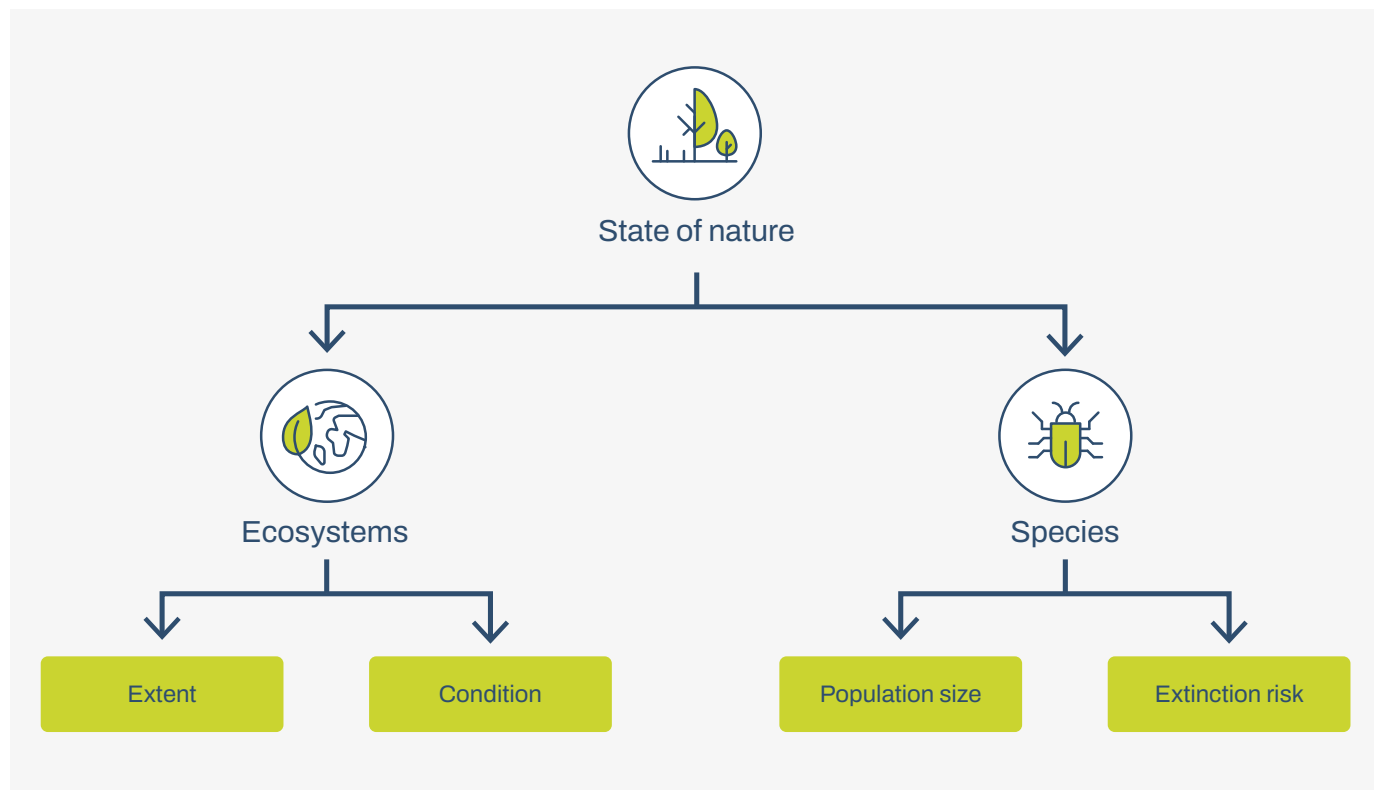 State of nature
Ecosystems
Species
Extent
Condition
Population size
Extinction risk